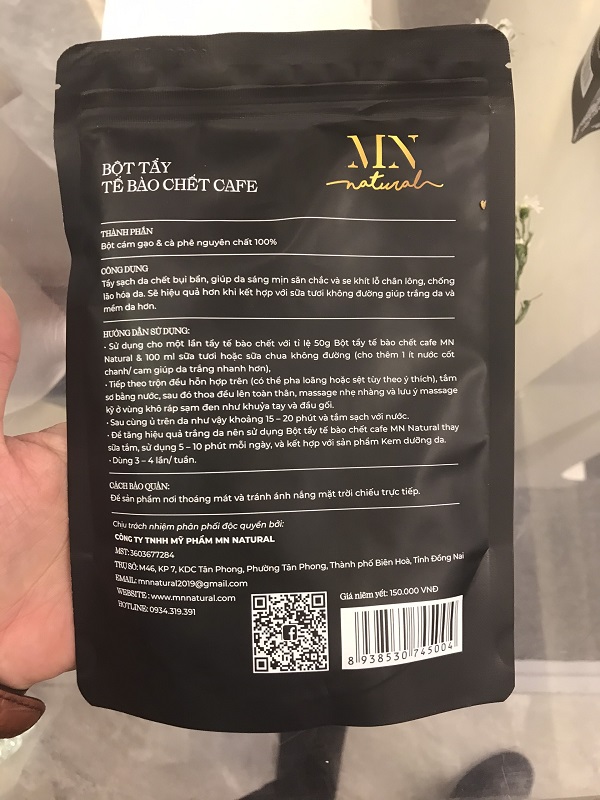 MN
natural
BỘT TẨY
TẾ BÀO CHẾT CAFE
THÀNH PHẦN
Bột cám gạo & cà phê nguyên chất 100%
CÔNG DỤNG
Tẩy sạch da chết bụi bẩn, giúp da sáng mịn săn chắc và se khít lỗ chân lông, chống
lão hóa da. Sẽ hiệu quả hơn khi kết hợp với sữa tươi không đường giúp trắng da và
mềm da hơn.
HƯỚNG DẪN SỬ DỤNG:
• Sử dụng cho một lần tẩy tế bào chết với tỉ lệ 50g Bột tẩy tế bào chết cafe MN
Natural & 100 ml sữa tươi hoặc sữa chua không đường (cho thêm 1 ít nước cốt
chanh/ cam giúp da trắng nhanh hơn),
• Tiếp theo trộn đều hỗn hợp trên (có thể pha loãng hoặc sệt tùy theo ý thích), tắm
sơ bằng nước, sau đó thoa đều lên toàn thân, massage nhẹ nhàng và lưu ý massage
kỹ ở vùng khô ráp sạm đen như khuỷa tay và đầu gối.
• Sau cùng ủ trên da như vậy khoảng 15 – 20 phút và tắm sạch với nước.
• Để tăng hiệu quả trắng da nên sử dụng Bột tẩy tế bào chết cafe MN Natural thay
sữa tắm, sử dụng 5 – 10 phút mỗi ngày, và kết hợp với sản phẩm Kem dưỡng da.
• Dùng 3 – 4 lần/ tuần.
CÁCH BẢO QUẢN:
Để sản phẩm nơi thoáng mát và tránh ánh nắng mặt trời chiếu trực tiếp.
Chịu trách nhiệm phân phối độc quyền bởi:
CÔNG TY TNHH MỸ PHẨM MN NATURAL
MST: 3603677284
TRỤ SỞ: M46, KP 7, KDC Tân Phong, Phường Tân Phong, Thành phố Biên Hoà, Tỉnh Đồng Nai
EMAIL: mnnatural2019@gmail.com
WEBSITE : www.mnnatural.com
HOTLINE: 0934.319.391
Giá niêm yết: 150.000 VNĐ
8 938530 745004